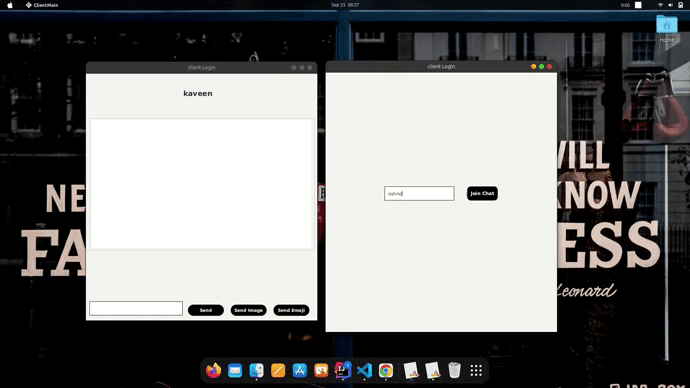 ClientMain
Sep 25 08:37
0:00
Home
client Login
kaveen
Send
Send Image
Send Emoji
client Login
Join Chat
NE
FA
WILL
KNOW
ESS
Leonard